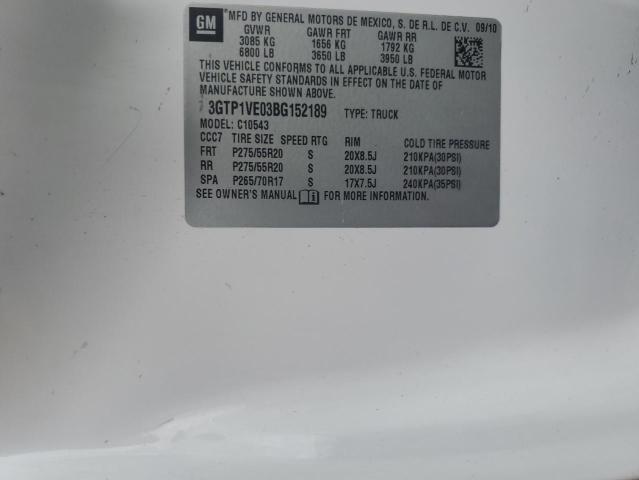 GM MFD BY GENERAL MOTORS DE MEXICO, S. DE R.L. DE C.V. 09/10
GVWR GAWR FRT GAWR RR
3085 KG 1656 KG 1792 KG
6800 LB 3650 LB 3950 LB
THIS VEHICLE CONFORMS TO ALL APPLICABLE U.S. FEDERAL MOTOR
VEHICLE SAFETY STANDARDS IN EFFECT ON THE DATE OF
MANUFACTURE SHOWN ABOVE.
3GTP1VE03BG152189 TYPE: TRUCK
MODEL: C10543
CCC7 TIRE SIZE SPEED RTG RIM COLD TIRE PRESSURE
FRT P275/55R20 S 20X8.5J 210KPA(30PSI)
RR P275/55R20 S 20X8.5J 210KPA(30PSI)
SPA P265/70R17 S 17X7.5J 240KPA(35PSI)
SEE OWNER'S MANUAL i FOR MORE INFORMATION.